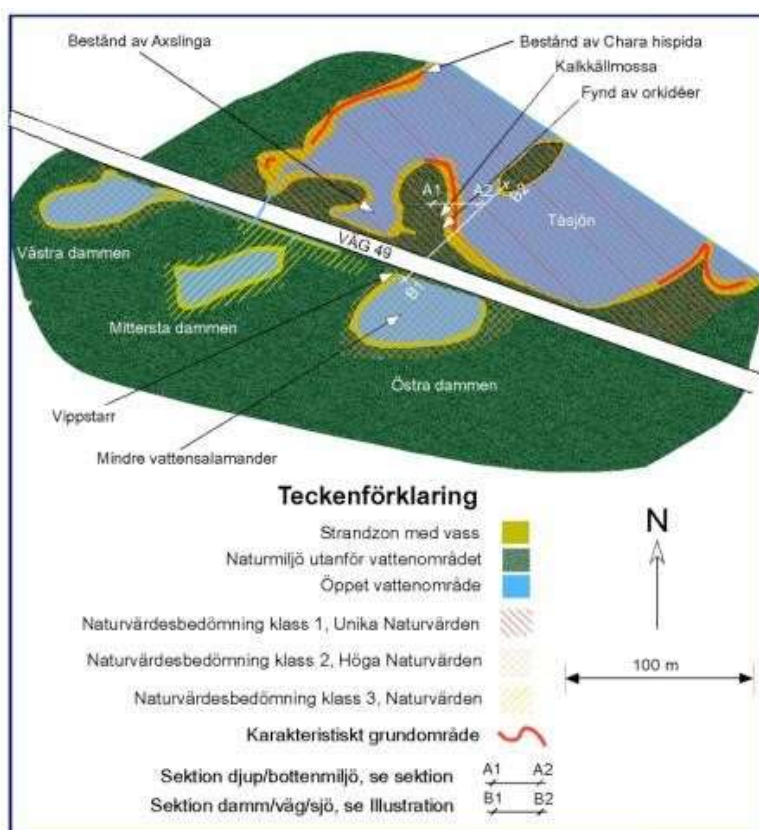 Bestånd av Axslinga
Bestånd av Chara hispida
Kalkkällmossa
Fynd av orkidéer
A1
A2
B2
Tåsjön
VÄG 49
Västra dammen
B1
Mittersta dammen
Östra dammen
Vippstarr
Mindre vattensalamander
Teckenförklaring
Strandzon med vass
Naturmiljö utanför vattenområdet
Öppet vattenområde
Naturvärdesbedömning klass 1, Unika Naturvärden
Naturvärdesbedömning klass 2, Höga Naturvärden
Naturvärdesbedömning klass 3, Naturvärden
Karakteristiskt grundområde
Sektion djup/bottenmiljö, se sektion
A1 A2
Sektion damm/väg/sjö, se Illustration
B1 B2
N
100 m